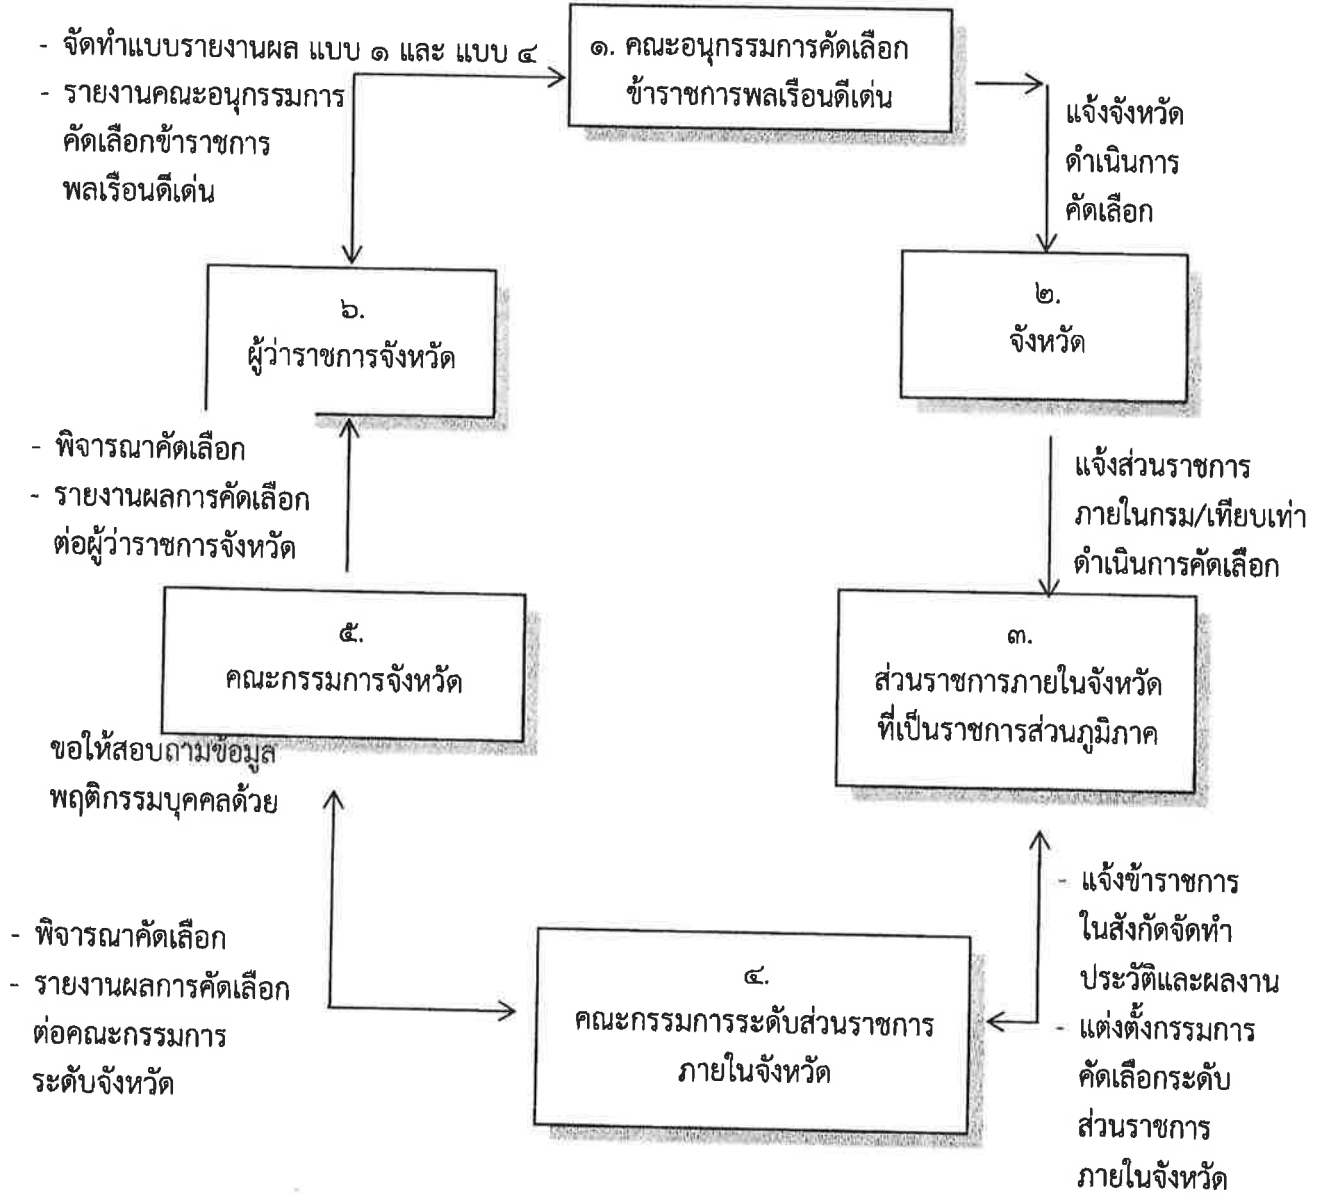 - จัดทำแบบรายงานผล แบบ ๑ และ แบบ ๔
- รายงานคณะอนุกรรมการ
คัดเลือกข้าราชการ
พลเรือนดีเด่น
๑. คณะอนุกรรมการคัดเลือก
ข้าราชการพลเรือนดีเด่น
แจ้งจังหวัด
ดำเนินการ
คัดเลือก
๒.
จังหวัด
แจ้งส่วนราชการ
ภายในกรม/เทียบเท่า
ดำเนินการคัดเลือก
๓.
ส่วนราชการภายในจังหวัด
ที่เป็นราชการส่วนภูมิภาค
- แจ้งข้าราชการ
ในสังกัดจัดทำ
ประวัติและผลงาน
- แต่งตั้งกรรมการ
คัดเลือกระดับ
ส่วนราชการ
ภายในจังหวัด
๔.
คณะกรรมการระดับส่วนราชการ
ภายในจังหวัด
- พิจารณาคัดเลือก
- รายงานผลการคัดเลือก
ต่อคณะกรรมการ
ระดับจังหวัด
๕.
คณะกรรมการจังหวัด
ขอให้สอบถามข้อมูล
พฤติกรรมบุคคลด้วย
- พิจารณาคัดเลือก
- รายงานผลการคัดเลือก
ต่อผู้ว่าราชการจังหวัด
๖.
ผู้ว่าราชการจังหวัด